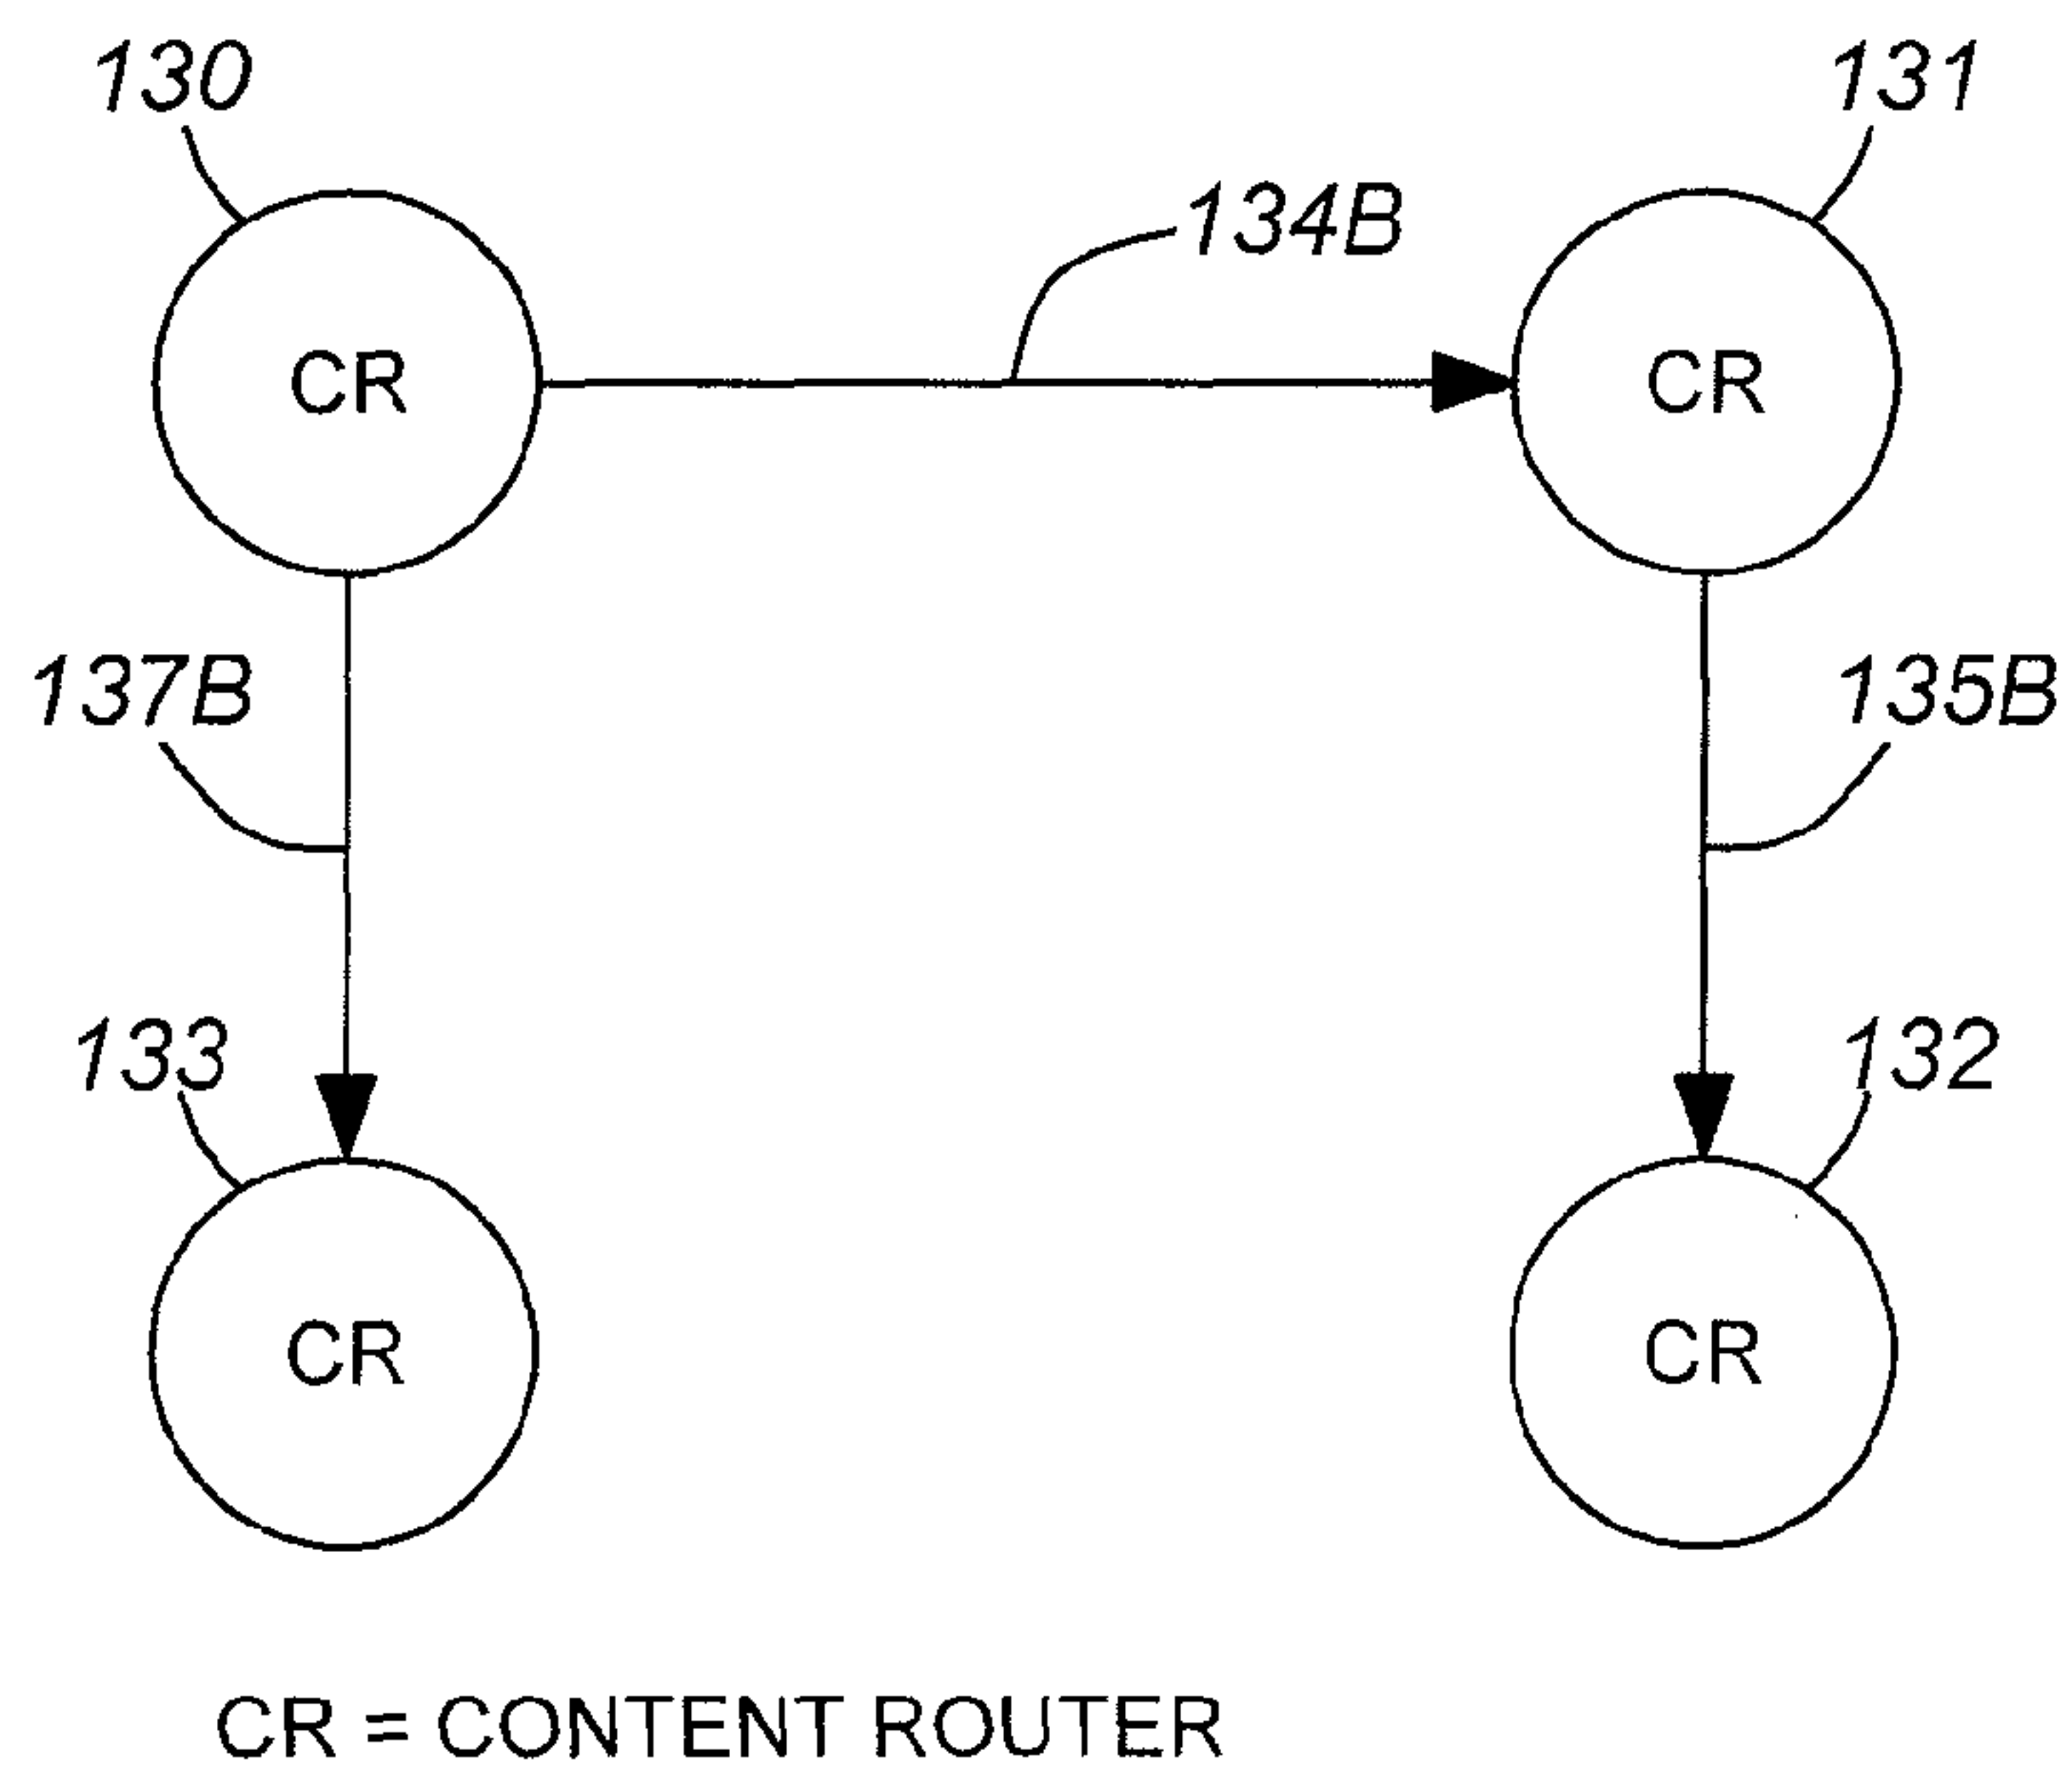 130
131
134B
CR
CR
137B
135B
133
132
CR
CR
CR = CONTENT ROUTER